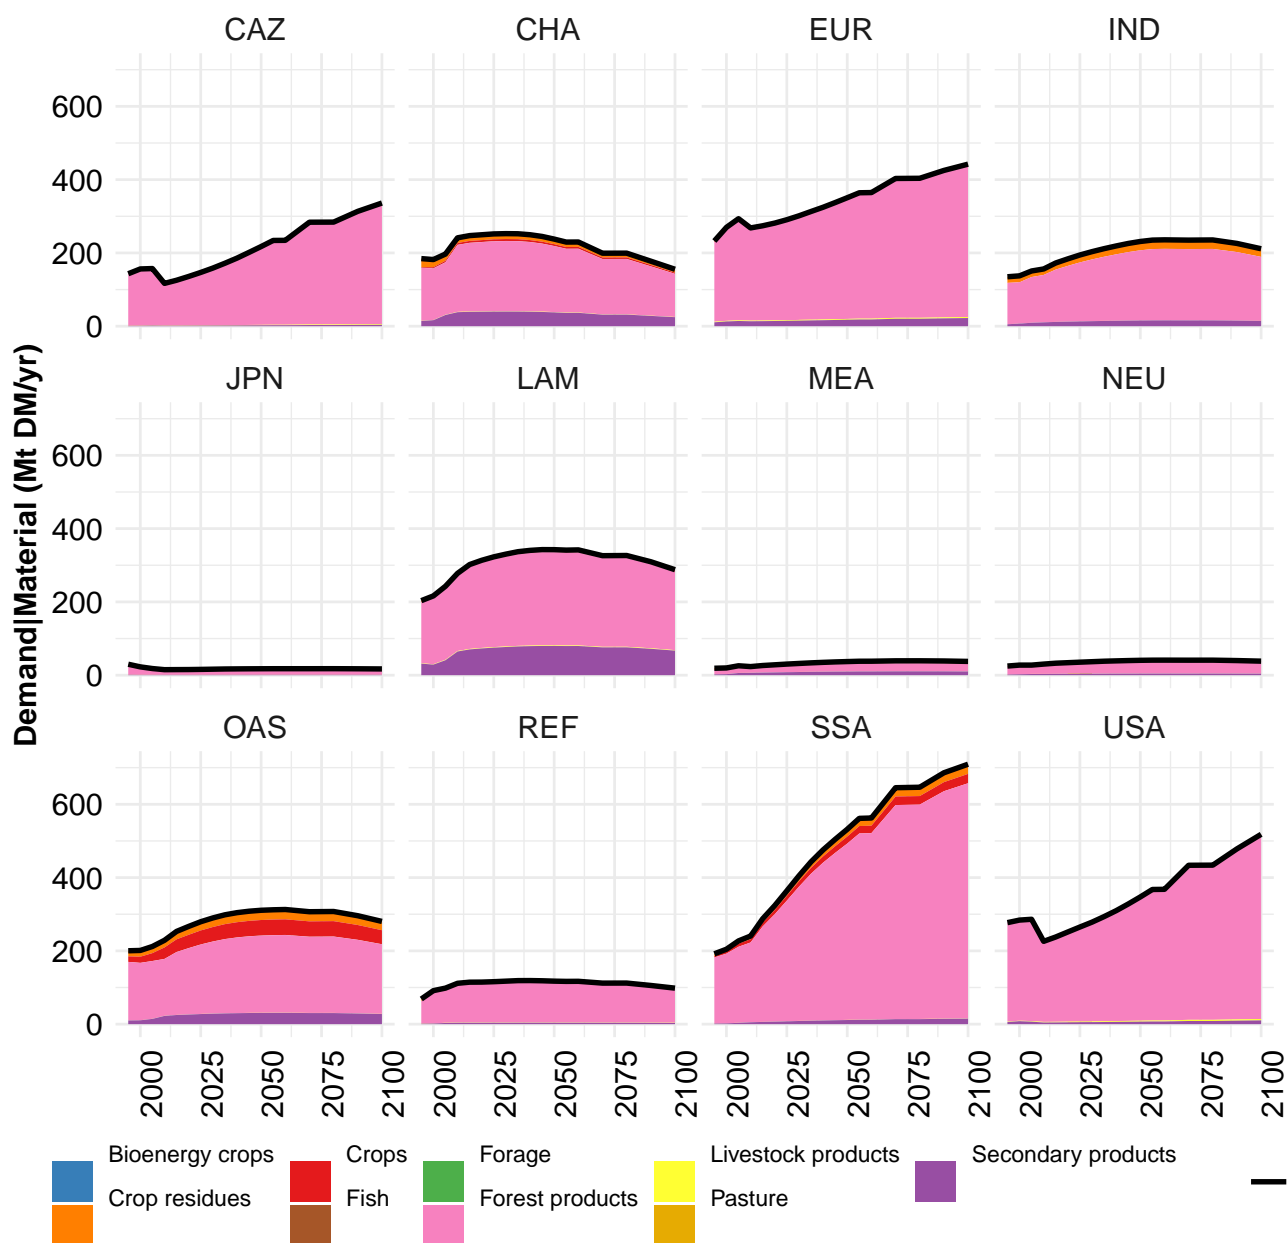 CAZ CHA EUR IND
600
400
200
0
JPN LAM MEA NEU
600
400
200
0
OAS REF SSA USA
600
400
200
0
Demand|Material (Mt DM/yr)
2000 2025 2050 2075 2100 2000 2025 2050 2075 2100 2000 2025 2050 2075 2100 2000 2025 2050 2075 2100
Bioenergy crops Crops Forage Livestock products Secondary products
Crop residues Fish Forest products Pasture